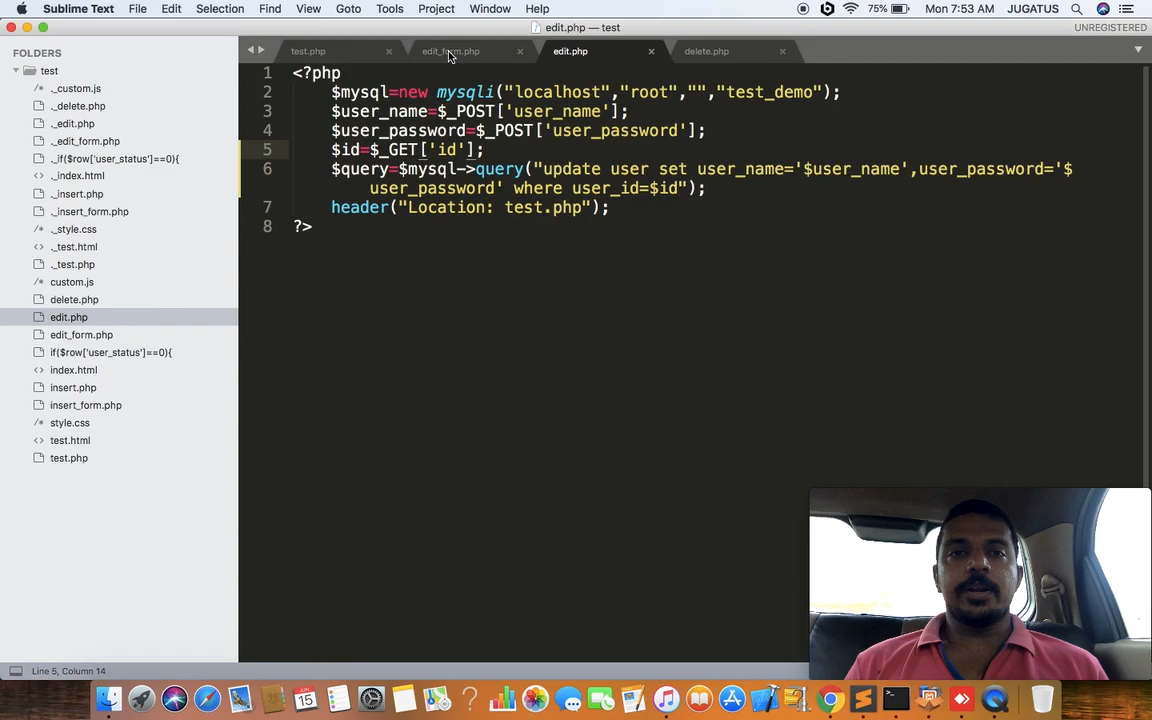 Sublime Text File Edit Selection Find View Goto Tools Project Window Help 75% Mon 7:53 AM JUGATUS
edit.php — test UNREGISTERED
FOLDERS
test
._custom.js
._delete.php
._edit.php
._edit_form.php
._if($row['user_status']==0){
._index.html
._insert.php
._insert_form.php
._style.css
._test.html
._test.php
custom.js
delete.php
edit.php
edit_form.php
if($row['user_status']==0){
index.html
insert.php
insert_form.php
style.css
test.html
test.php
test.php edit_form.php edit.php delete.php
1 <?php
2 $mysql=new mysqli("localhost","root","","test_demo");
3 $user_name=$_POST['user_name'];
4 $user_password=$_POST['user_password'];
5 $id=$_GET['id'];
6 $query=$mysql->query("update user set user_name='$user_name',user_password='$
user_password' where user_id=$id");
7 header("Location: test.php");
8 ?>
Line 5, Column 14
15